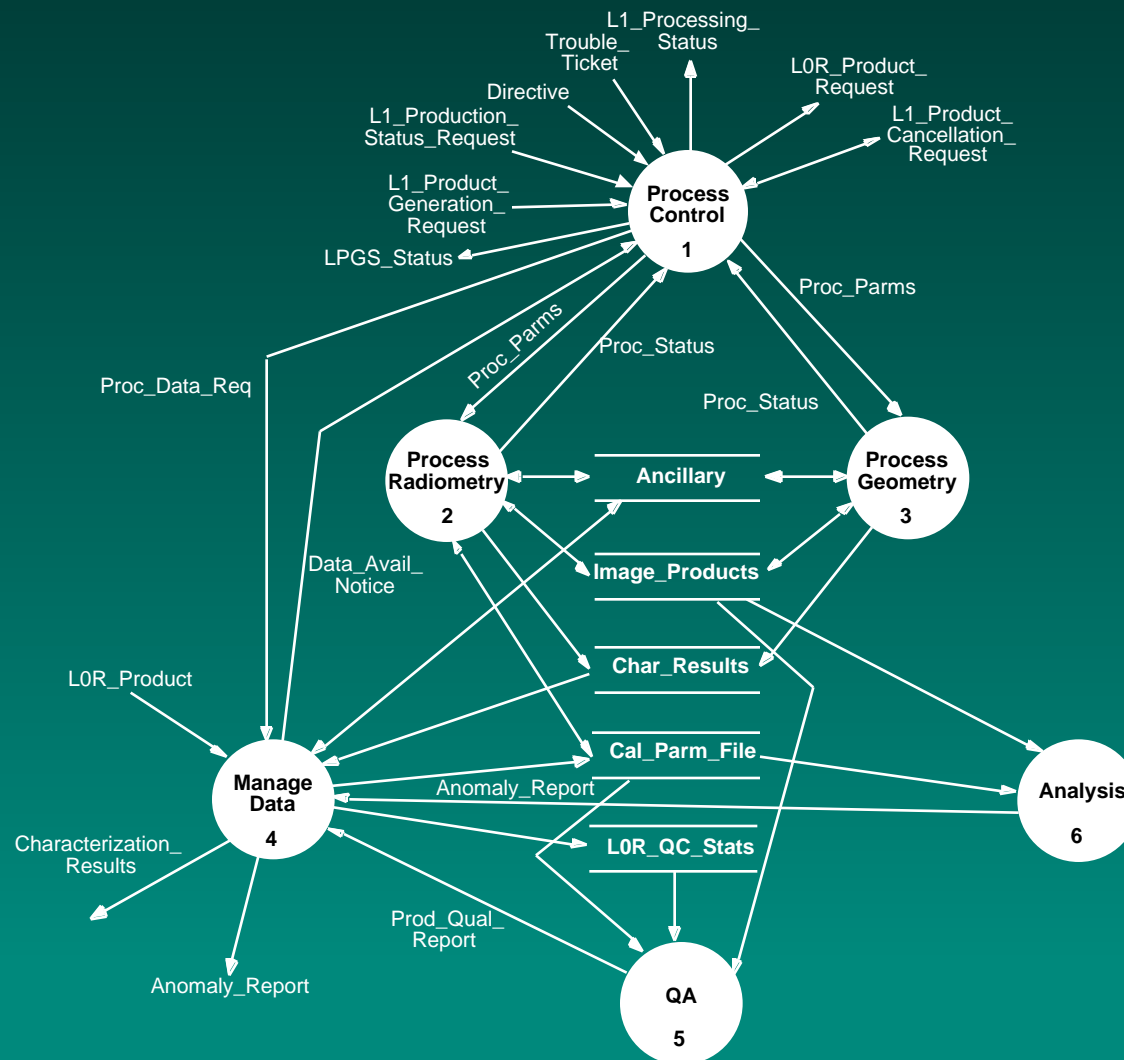 L1_Processing_
Status
Trouble_
Ticket
L0R_Product_
Request
Directive
L1_Production_
Status_Request
L1_Product_
Cancellation_
Request
L1_Product_
Generation_
Request
Process
Control
1
LPGS_Status
Proc_Parms
Proc_Parms
Proc_Status
Proc_Data_Req
Proc_Status
Process
Radiometry
2
Ancillary
Process
Geometry
3
Data_Avail_
Notice
Image_Products
Char_Results
L0R_Product
Cal_Parm_File
Manage
Data
4
Anomaly_Report
Analysis
6
Characterization_
Results
L0R_QC_Stats
Prod_Qual_
Report
Anomaly_Report
QA
5